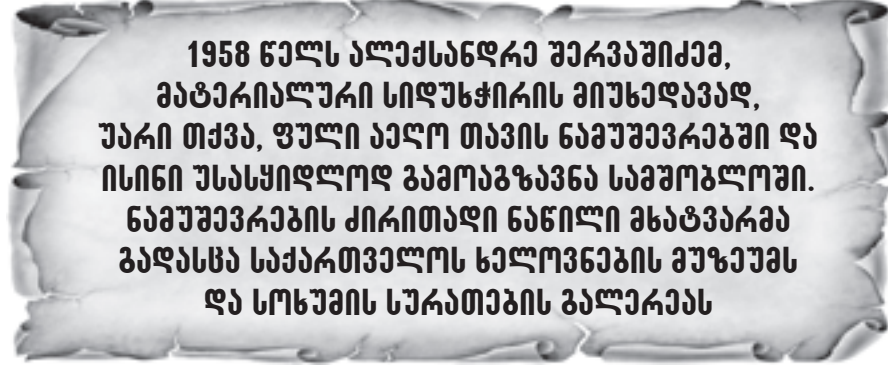 1958 წელს ალექსანდრე შერვაშიძემ,
მატერიალური სიდუხჭირის მიუხედავად,
უარი თქვა, ფული აეღო თავის ნამუშევრებში და
ისინი უსასყიდლოდ გამოაგზავნა სამშობლოში.
ნამუშევრების ძირითადი ნაწილი მხატვარმა
გადასცა საქართველოს ხელოვნების მუზეუმს
და სოხუმის სურათების გალერეას